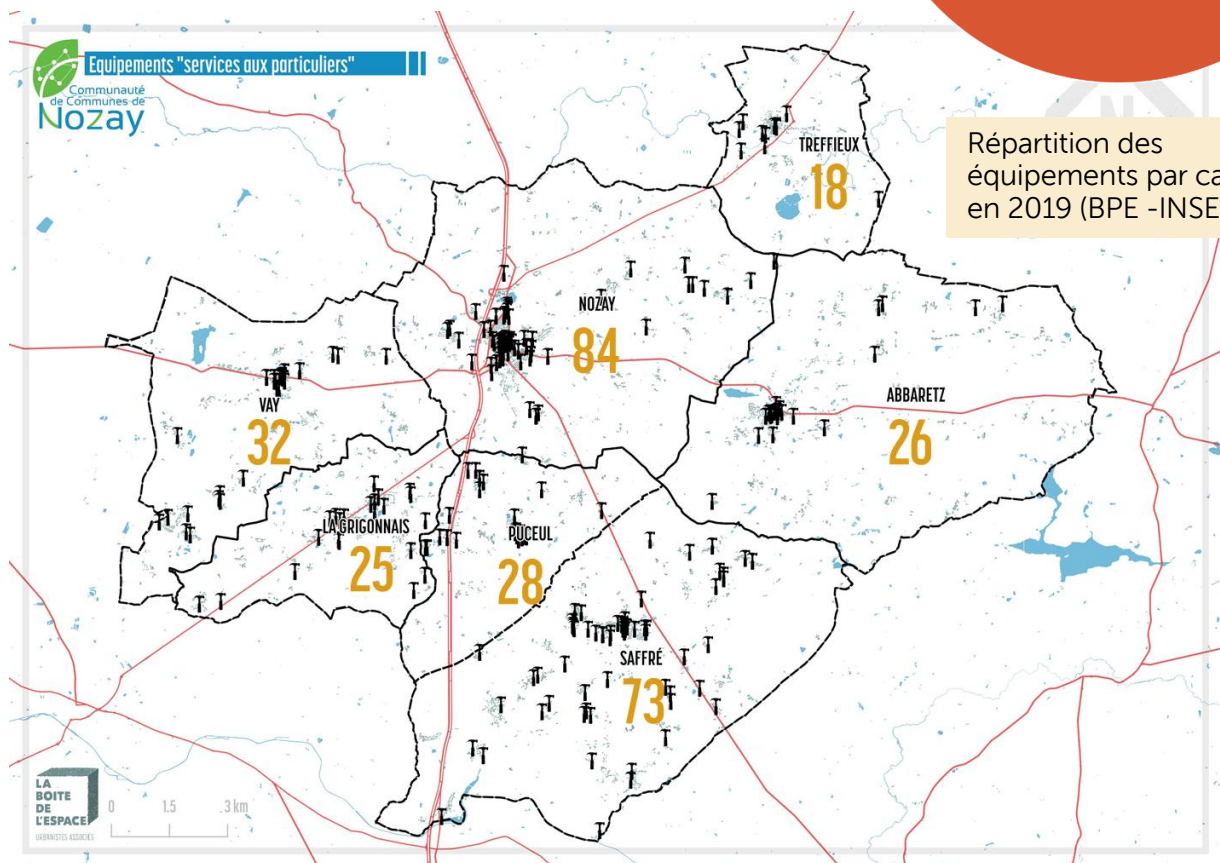 Equipements "services aux particuliers"
Communauté
de Communes de
Nozay
Répartition des
équipements par
en 2019 (BPE
TREFFIEUX
18
NOZAY
84
VAY
32
ABBARETZ
26
LA GRIGONNAIS
25
PUCEUL
28
SAFFRÉ
73
LA
BOITE
DE
L'ESPACE
URBANISTES ASSOCIÉS
0 1.5 3 km